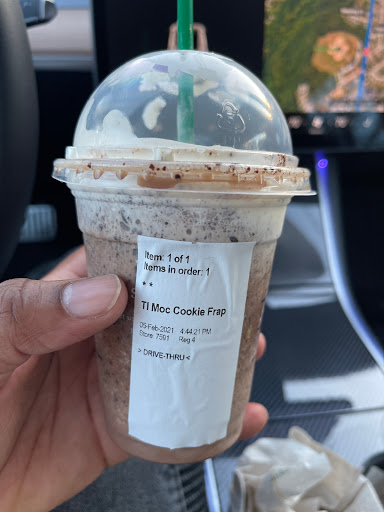 Item: 1 of 1
Items in order: 1
* *
Tl Moc Cookie Frap
05-Feb-2021 4:44:21 PM
Store: 7591 Reg 4
> DRIVE-THRU <